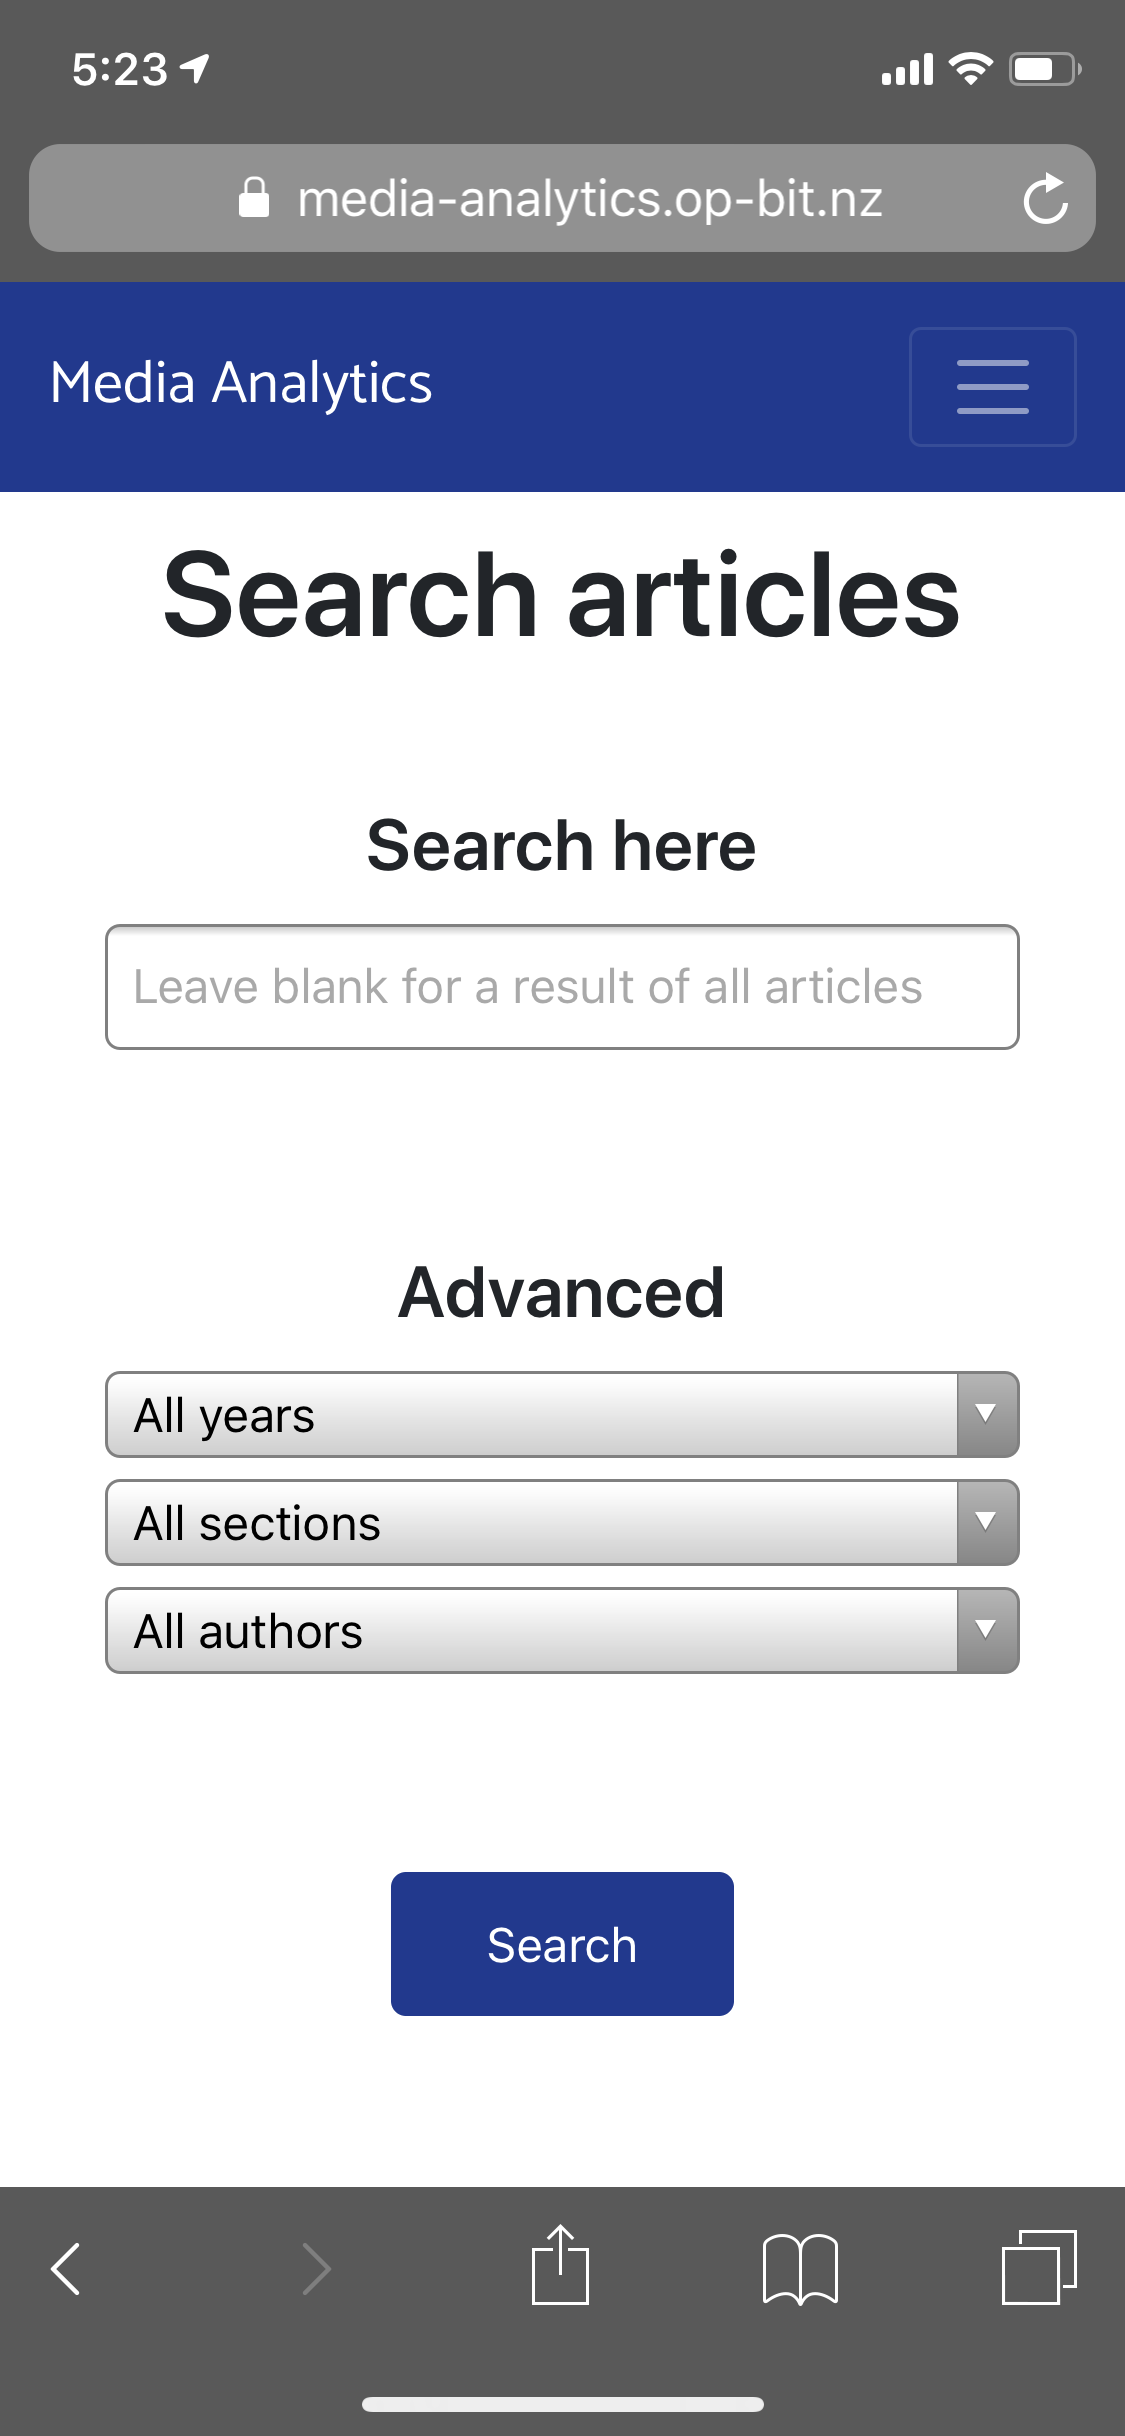 5:23
media-analytics.op-bit.nz
Media Analytics
Search articles
Search here
Leave blank for a result of all articles
Advanced
All years
All sections
All authors
Search